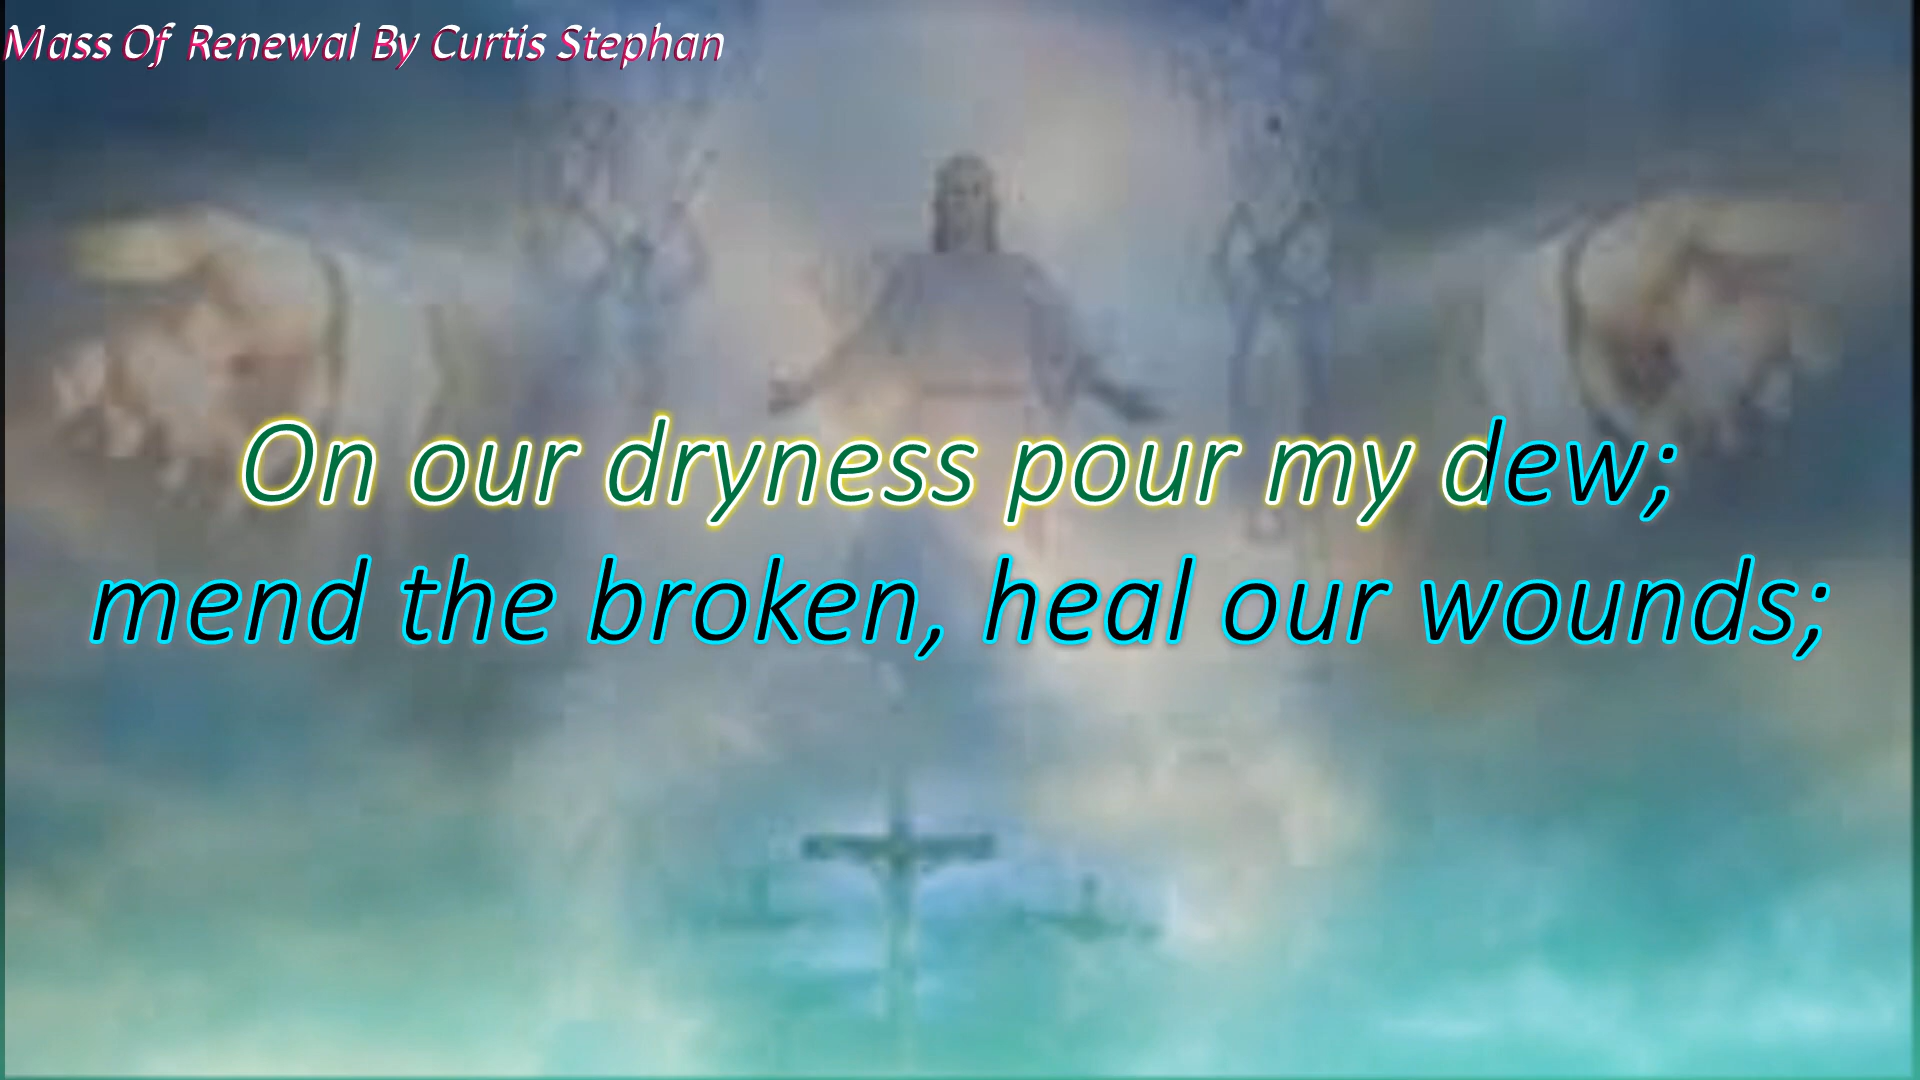 Mass Of Renewal By Curtis Stephan
On our dryness pour my dew;
mend the broken, heal our wounds;